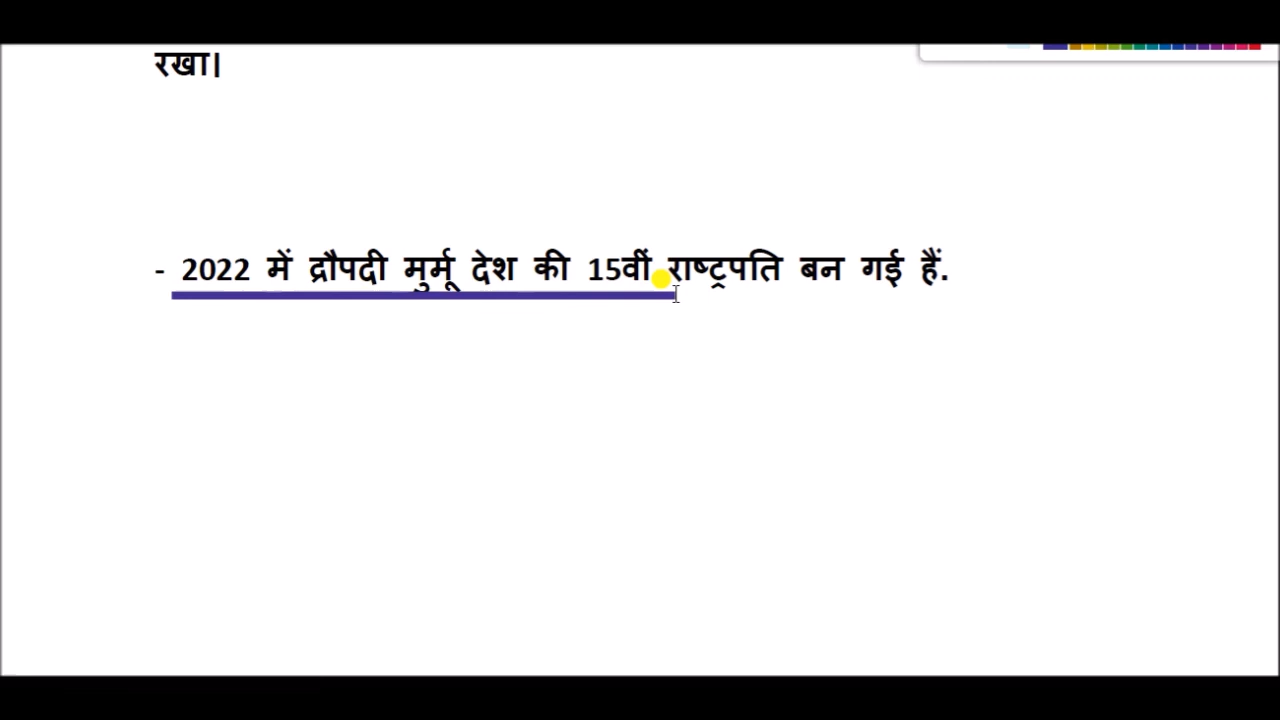 रखा।
- 2022 में द्रौपदी मुर्मू देश की 15वीं राष्ट्रपति बन गई हैं.